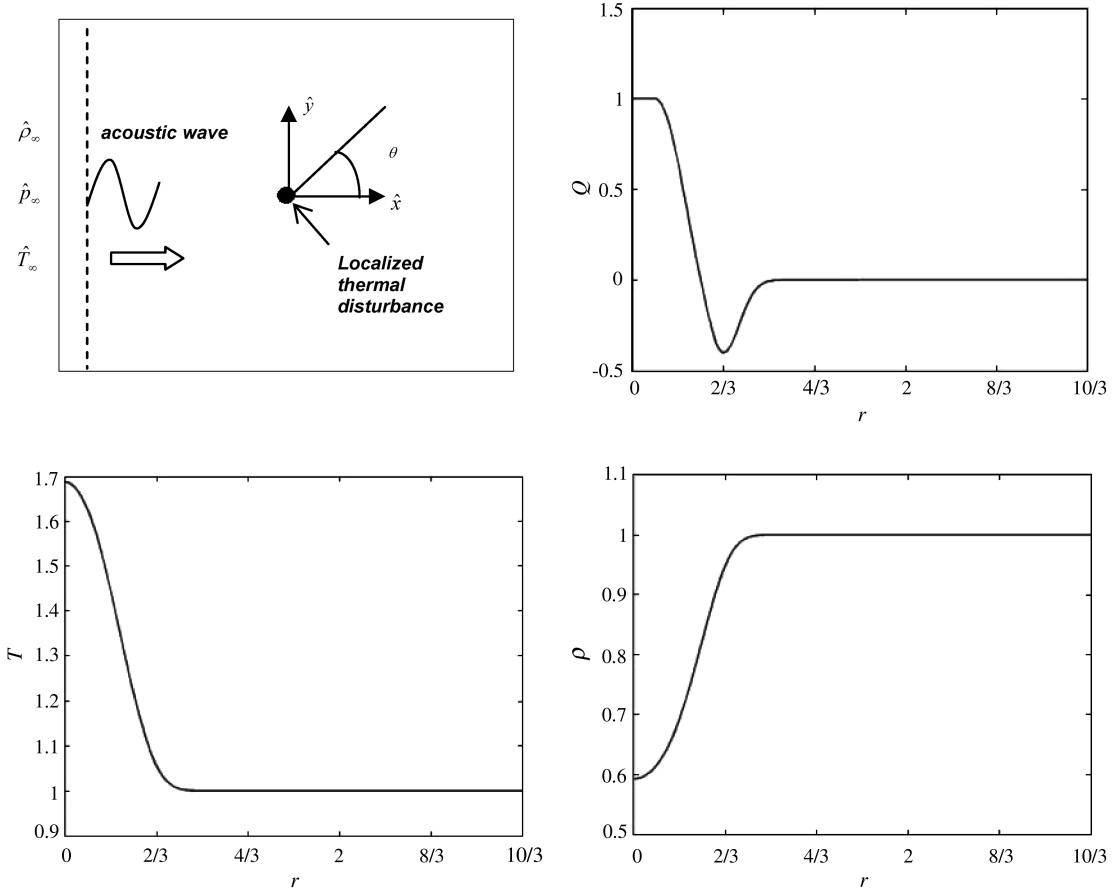 ρ̂∞
acoustic wave
p̂∞
T̂∞
ŷ
θ
x̂
Localized
thermal
disturbance
1.5
1
0.5
0
-0.5
Q
0 2/3 4/3 2 8/3 10/3
r
1.7
1.6
1.5
1.4
1.3
1.2
1.1
1
0.9
T
0 2/3 4/3 2 8/3 10/3
r
1.1
1
0.9
0.8
0.7
0.6
0.5
ρ
0 2/3 4/3 2 8/3 10/3
r